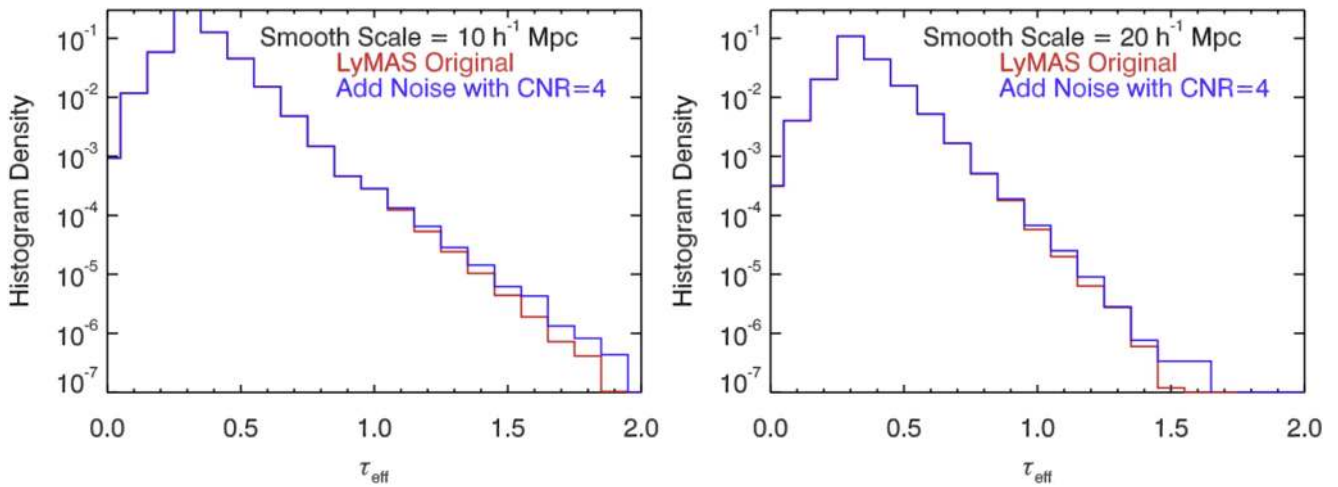 Histogram Density
10⁻¹
10⁻²
10⁻³
10⁻⁴
10⁻⁵
10⁻⁶
10⁻⁷
Smooth Scale = 10 h⁻¹ Mpc
LyMAS Original
Add Noise with CNR=4
0.0 0.5 1.0 1.5 2.0
τeff
Histogram Density
10⁻¹
10⁻²
10⁻³
10⁻⁴
10⁻⁵
10⁻⁶
10⁻⁷
Smooth Scale = 20 h⁻¹ Mpc
LyMAS Original
Add Noise with CNR=4
0.0 0.5 1.0 1.5 2.0
τeff